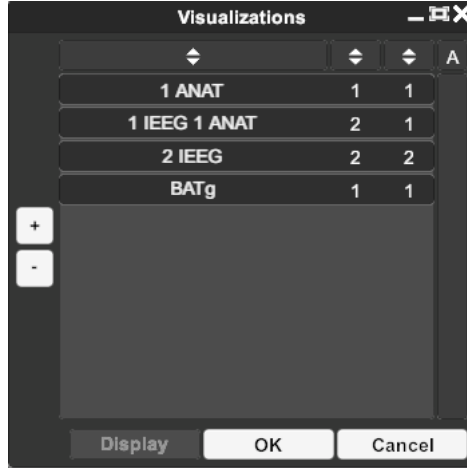 Visualizations
A
1 ANAT 1 1
1 IEEG 1 ANAT 2 1
2 IEEG 2 2
BATg 1 1
+
-
Display OK Cancel